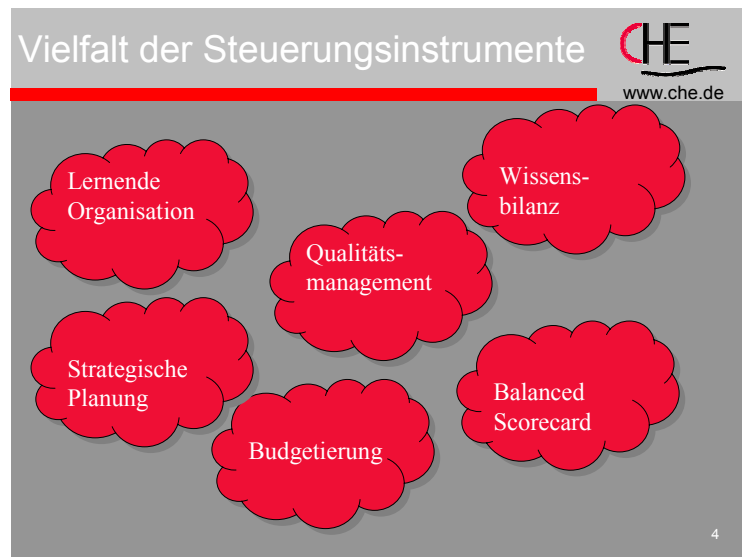 Vielfalt der Steuerungsinstrumente
CHE
www.che.de
Lernende
Organisation
Wissens-
bilanz
Qualitäts-
management
Strategische
Planung
Balanced
Scorecard
Budgetierung
4